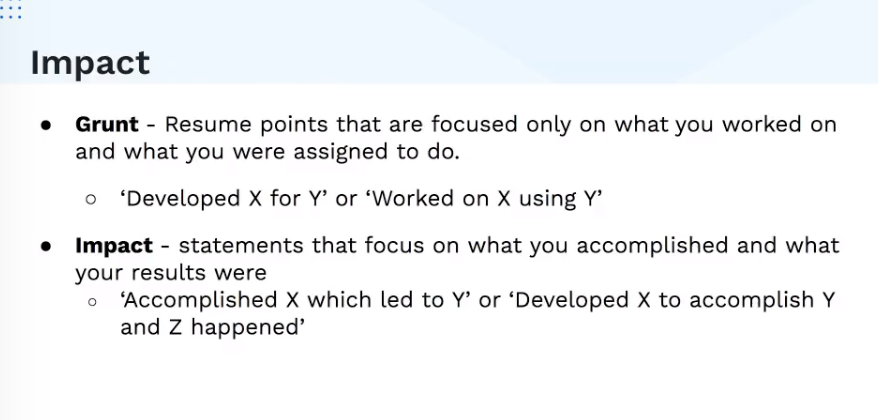 Impact
● Grunt - Resume points that are focused only on what you worked on
and what you were assigned to do.
○ ‘Developed X for Y’ or ‘Worked on X using Y’
● Impact - statements that focus on what you accomplished and what
your results were
○ ‘Accomplished X which led to Y’ or ‘Developed X to accomplish Y
and Z happened’